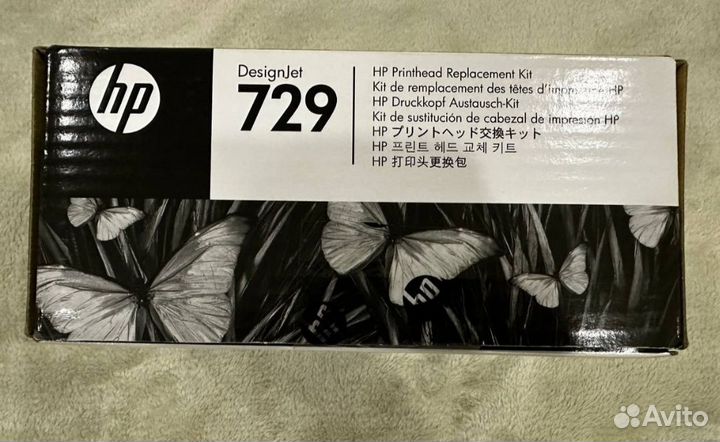 hp
DesignJet
729
HP Printhead Replacement Kit
Kit de remplacement des têtes d'impression HP
HP Druckkopf Austausch-Kit
Kit de sustitución de cabezal de impresión HP
HP プリントヘッド交換キット
HP 프린트 헤드 교체 키트
HP 打印头更换包
hp
hp
Avito